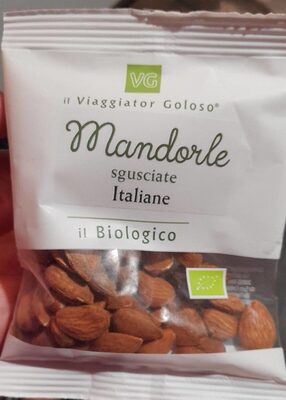 VG
il Viaggiator Goloso®
Mandorle
sgusciate
Italiane
il Biologico